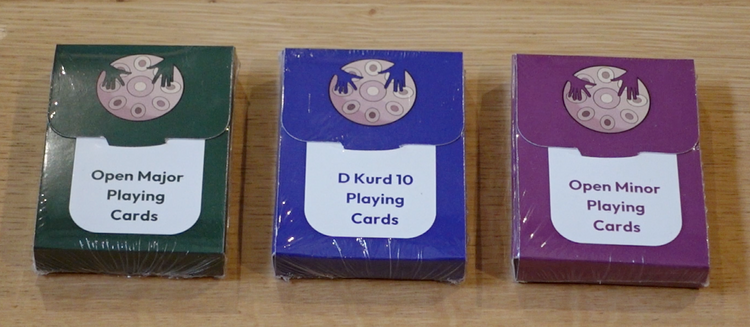 Open Major
Playing
Cards
D Kurd 10
Playing
Cards
Open Minor
Playing
Cards